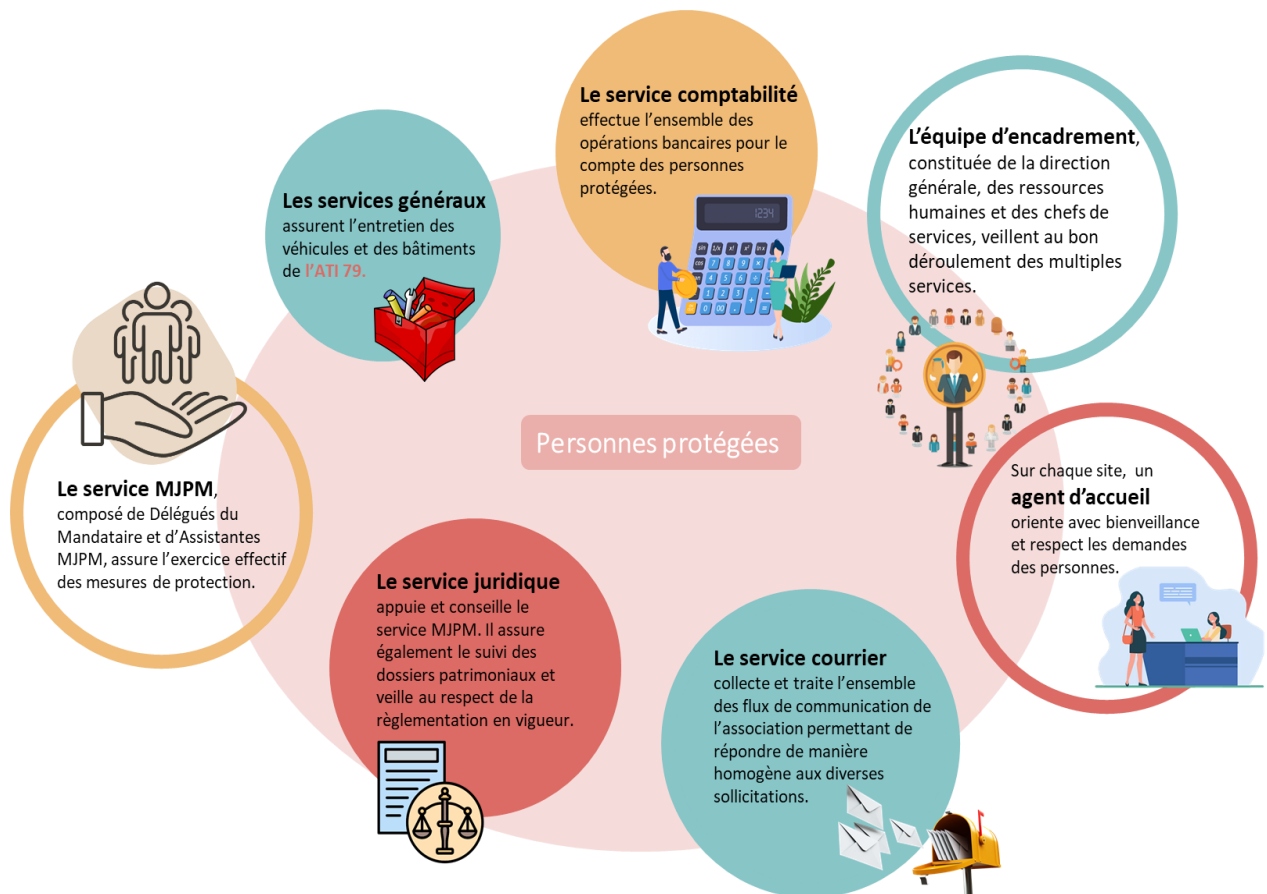 Le service comptabilité
effectue l'ensemble des
opérations bancaires pour le
compte des personnes
protégées.
1234
L'équipe d'encadrement,
constituée de la direction
générale, des ressources
humaines et des chefs de
services, veillent au bon
déroulement des multiples
services.
Les services généraux
assurent l'entretien des
véhicules et des bâtiments
de l'ATI 79.
Personnes protégées
Sur chaque site, un
agent d'accueil
oriente avec bienveillance
et respect les demandes
des personnes.
Le service MJPM,
composé de Délégués du
Mandataire et d'Assistantes
MJPM, assure l'exercice effectif
des mesures de protection.
Le service juridique
appuie et conseille le
service MJPM. Il assure
également le suivi des
dossiers patrimoniaux et
veille au respect de la
règlementation en vigueur.
Le service courrier
collecte et traite l'ensemble
des flux de communication de
l'association permettant de
répondre de manière
homogène aux diverses
sollicitations.